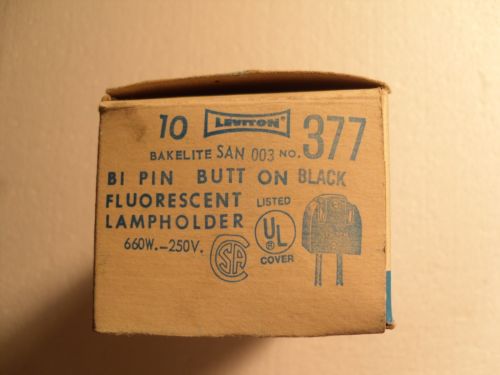 10 LEVITON
BAKELITE SAN 003 NO. 377
BI PIN BUTT ON BLACK
FLUORESCENT
LAMPHOLDER
660W.-250V.
CSA
LISTED
UL
®
COVER